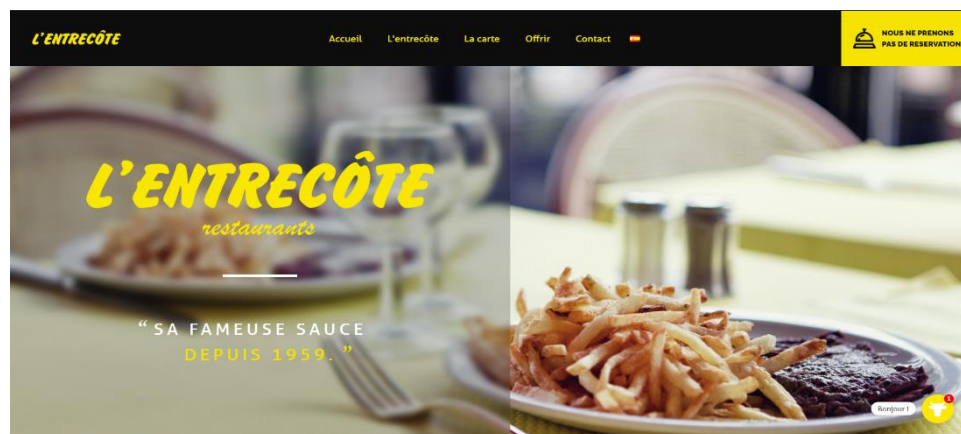 L'ENTRECÔTE
Accueil L'entrecôte La carte Offrir Contact
NOUS NE PRENONS
PAS DE RESERVATION
L'ENTRECÔTE
restaurants
“ SA FAMEUSE SAUCE
DEPUIS 1959. ”
Bonjour !
1